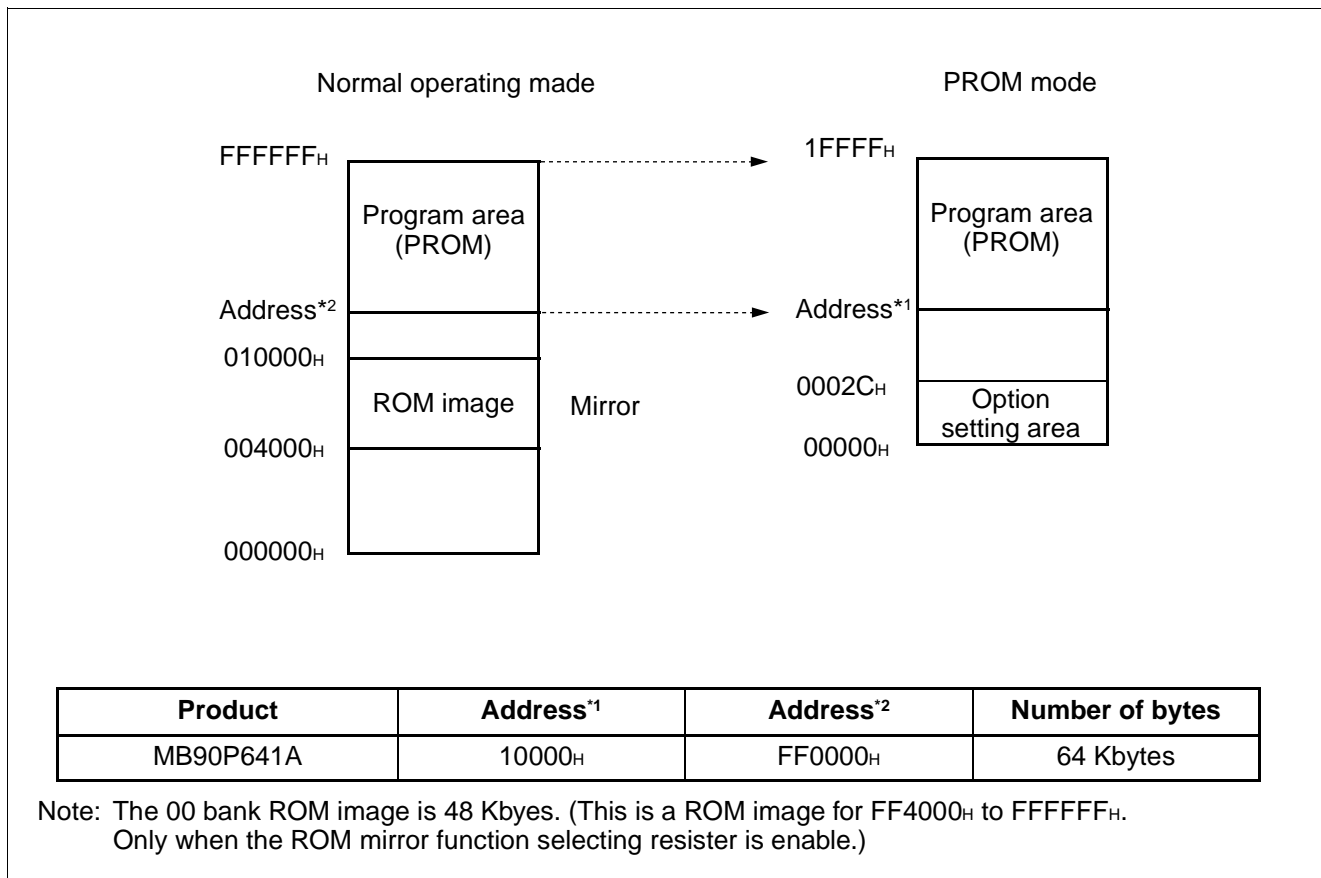 Normal operating made
PROM mode
FFFFFFH
1FFFFH
Program area
(PROM)
Program area
(PROM)
Address*2
Address*1
010000H
0002CH
ROM image
Mirror
Option
setting area
004000H
00000H
000000H
Product Address*1 Address*2 Number of bytes
MB90P641A 10000H FF0000H 64 Kbytes
Note: The 00 bank ROM image is 48 Kbyes. (This is a ROM image for FF4000H to FFFFFFH.
Only when the ROM mirror function selecting resister is enable.)